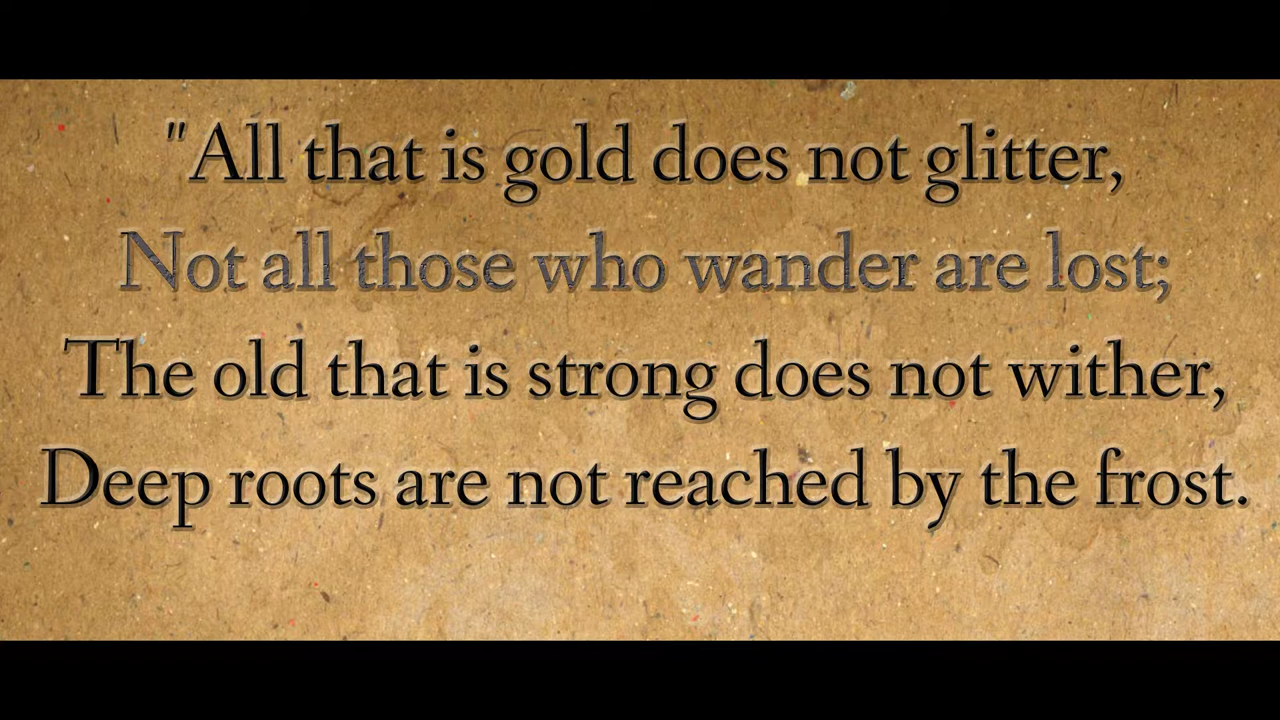 "All that is gold does not glitter,
Not all those who wander are lost;
The old that is strong does not wither,
Deep roots are not reached by the frost.